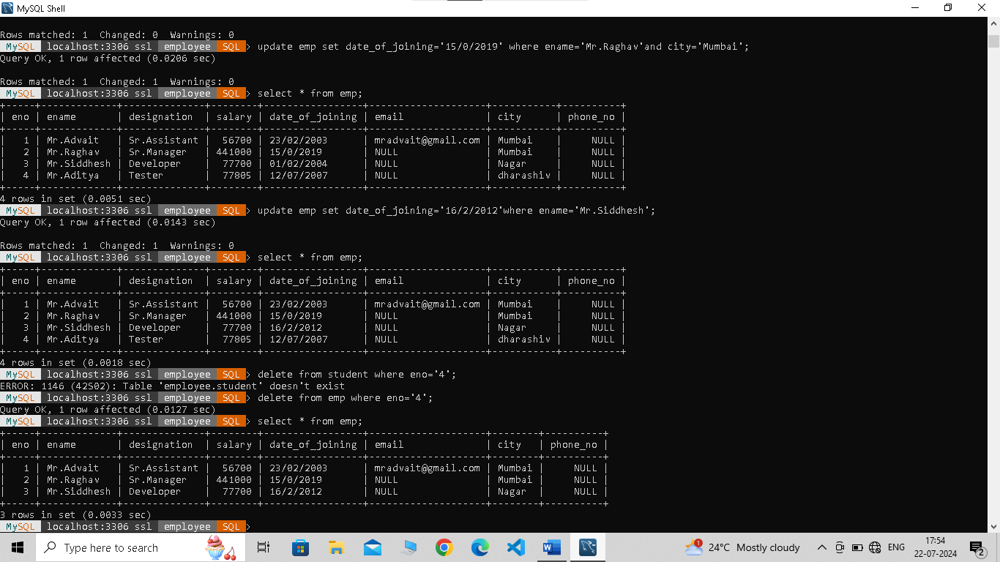 MySQL Shell
Rows matched: 1  Changed: 0  Warnings: 0
MySQL  localhost:3306 ssl  employee  SQL > update emp set date_of_joining='15/0/2019' where ename='Mr.Raghav'and city='Mumbai';
Query OK, 1 row affected (0.0206 sec)
Rows matched: 1  Changed: 1  Warnings: 0
MySQL  localhost:3306 ssl  employee  SQL > select * from emp;
+-----+-------------+--------------+--------+-----------------+--------------------+-----------+----------+
| eno | ename       | designation  | salary | date_of_joining | email              | city      | phone_no |
+-----+-------------+--------------+--------+-----------------+--------------------+-----------+----------+
|   1 | Mr.Advait   | Sr.Assistant |  56700 | 23/02/2003      | mradvait@gmail.com | Mumbai    |     NULL |
|   2 | Mr.Raghav   | Sr.Manager   | 441000 | 15/0/2019       | NULL               | Mumbai    |     NULL |
|   3 | Mr.Siddhesh | Developer    |  77700 | 01/02/2004      | NULL               | Nagar     |     NULL |
|   4 | Mr.Aditya   | Tester       |  77805 | 12/07/2007      | NULL               | dharashiv |     NULL |
+-----+-------------+--------------+--------+-----------------+--------------------+-----------+----------+
4 rows in set (0.0051 sec)
MySQL  localhost:3306 ssl  employee  SQL > update emp set date_of_joining='16/2/2012'where ename='Mr.Siddhesh';
Query OK, 1 row affected (0.0143 sec)
Rows matched: 1  Changed: 1  Warnings: 0
MySQL  localhost:3306 ssl  employee  SQL > select * from emp;
+-----+-------------+--------------+--------+-----------------+--------------------+-----------+----------+
| eno | ename       | designation  | salary | date_of_joining | email              | city      | phone_no |
+-----+-------------+--------------+--------+-----------------+--------------------+-----------+----------+
|   1 | Mr.Advait   | Sr.Assistant |  56700 | 23/02/2003      | mradvait@gmail.com | Mumbai    |     NULL |
|   2 | Mr.Raghav   | Sr.Manager   | 441000 | 15/0/2019       | NULL               | Mumbai    |     NULL |
|   3 | Mr.Siddhesh | Developer    |  77700 | 16/2/2012       | NULL               | Nagar     |     NULL |
|   4 | Mr.Aditya   | Tester       |  77805 | 12/07/2007      | NULL               | dharashiv |     NULL |
+-----+-------------+--------------+--------+-----------------+--------------------+-----------+----------+
4 rows in set (0.0018 sec)
MySQL  localhost:3306 ssl  employee  SQL > delete from student where eno='4';
ERROR: 1146 (42S02): Table 'employee.student' doesn't exist
MySQL  localhost:3306 ssl  employee  SQL > delete from emp where eno='4';
Query OK, 1 row affected (0.0127 sec)
MySQL  localhost:3306 ssl  employee  SQL > select * from emp;
+-----+-------------+--------------+--------+-----------------+--------------------+--------+----------+
| eno | ename       | designation  | salary | date_of_joining | email              | city   | phone_no |
+-----+-------------+--------------+--------+-----------------+--------------------+--------+----------+
|   1 | Mr.Advait   | Sr.Assistant |  56700 | 23/02/2003      | mradvait@gmail.com | Mumbai |     NULL |
|   2 | Mr.Raghav   | Sr.Manager   | 441000 | 15/0/2019       | NULL               | Mumbai |     NULL |
|   3 | Mr.Siddhesh | Developer    |  77700 | 16/2/2012       | NULL               | Nagar  |     NULL |
+-----+-------------+--------------+--------+-----------------+--------------------+--------+----------+
3 rows in set (0.0033 sec)
MySQL  localhost:3306 ssl  employee  SQL >
Type here to search 1 24°C Mostly cloudy ENG 17:54 2
22-07-2024